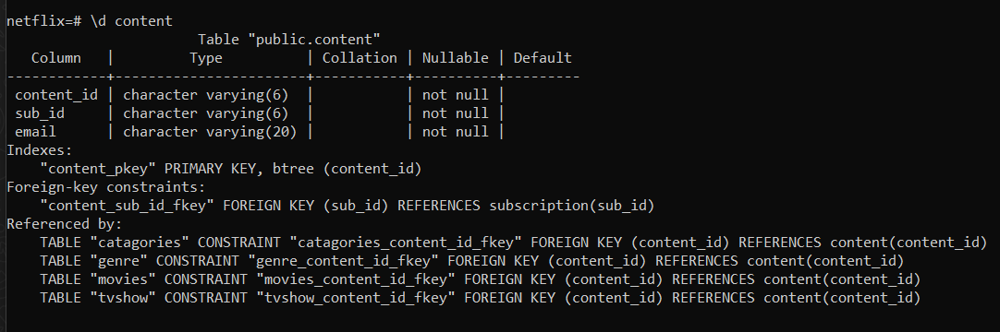 netflix=# \d content
                       Table "public.content"
   Column   |         Type          | Collation | Nullable | Default
------------+-----------------------+-----------+----------+---------
 content_id | character varying(6)  |           | not null |
 sub_id     | character varying(6)  |           | not null |
 email      | character varying(20) |           | not null |
Indexes:
    "content_pkey" PRIMARY KEY, btree (content_id)
Foreign-key constraints:
    "content_sub_id_fkey" FOREIGN KEY (sub_id) REFERENCES subscription(sub_id)
Referenced by:
    TABLE "catagories" CONSTRAINT "catagories_content_id_fkey" FOREIGN KEY (content_id) REFERENCES content(content_id)
    TABLE "genre" CONSTRAINT "genre_content_id_fkey" FOREIGN KEY (content_id) REFERENCES content(content_id)
    TABLE "movies" CONSTRAINT "movies_content_id_fkey" FOREIGN KEY (content_id) REFERENCES content(content_id)
    TABLE "tvshow" CONSTRAINT "tvshow_content_id_fkey" FOREIGN KEY (content_id) REFERENCES content(content_id)